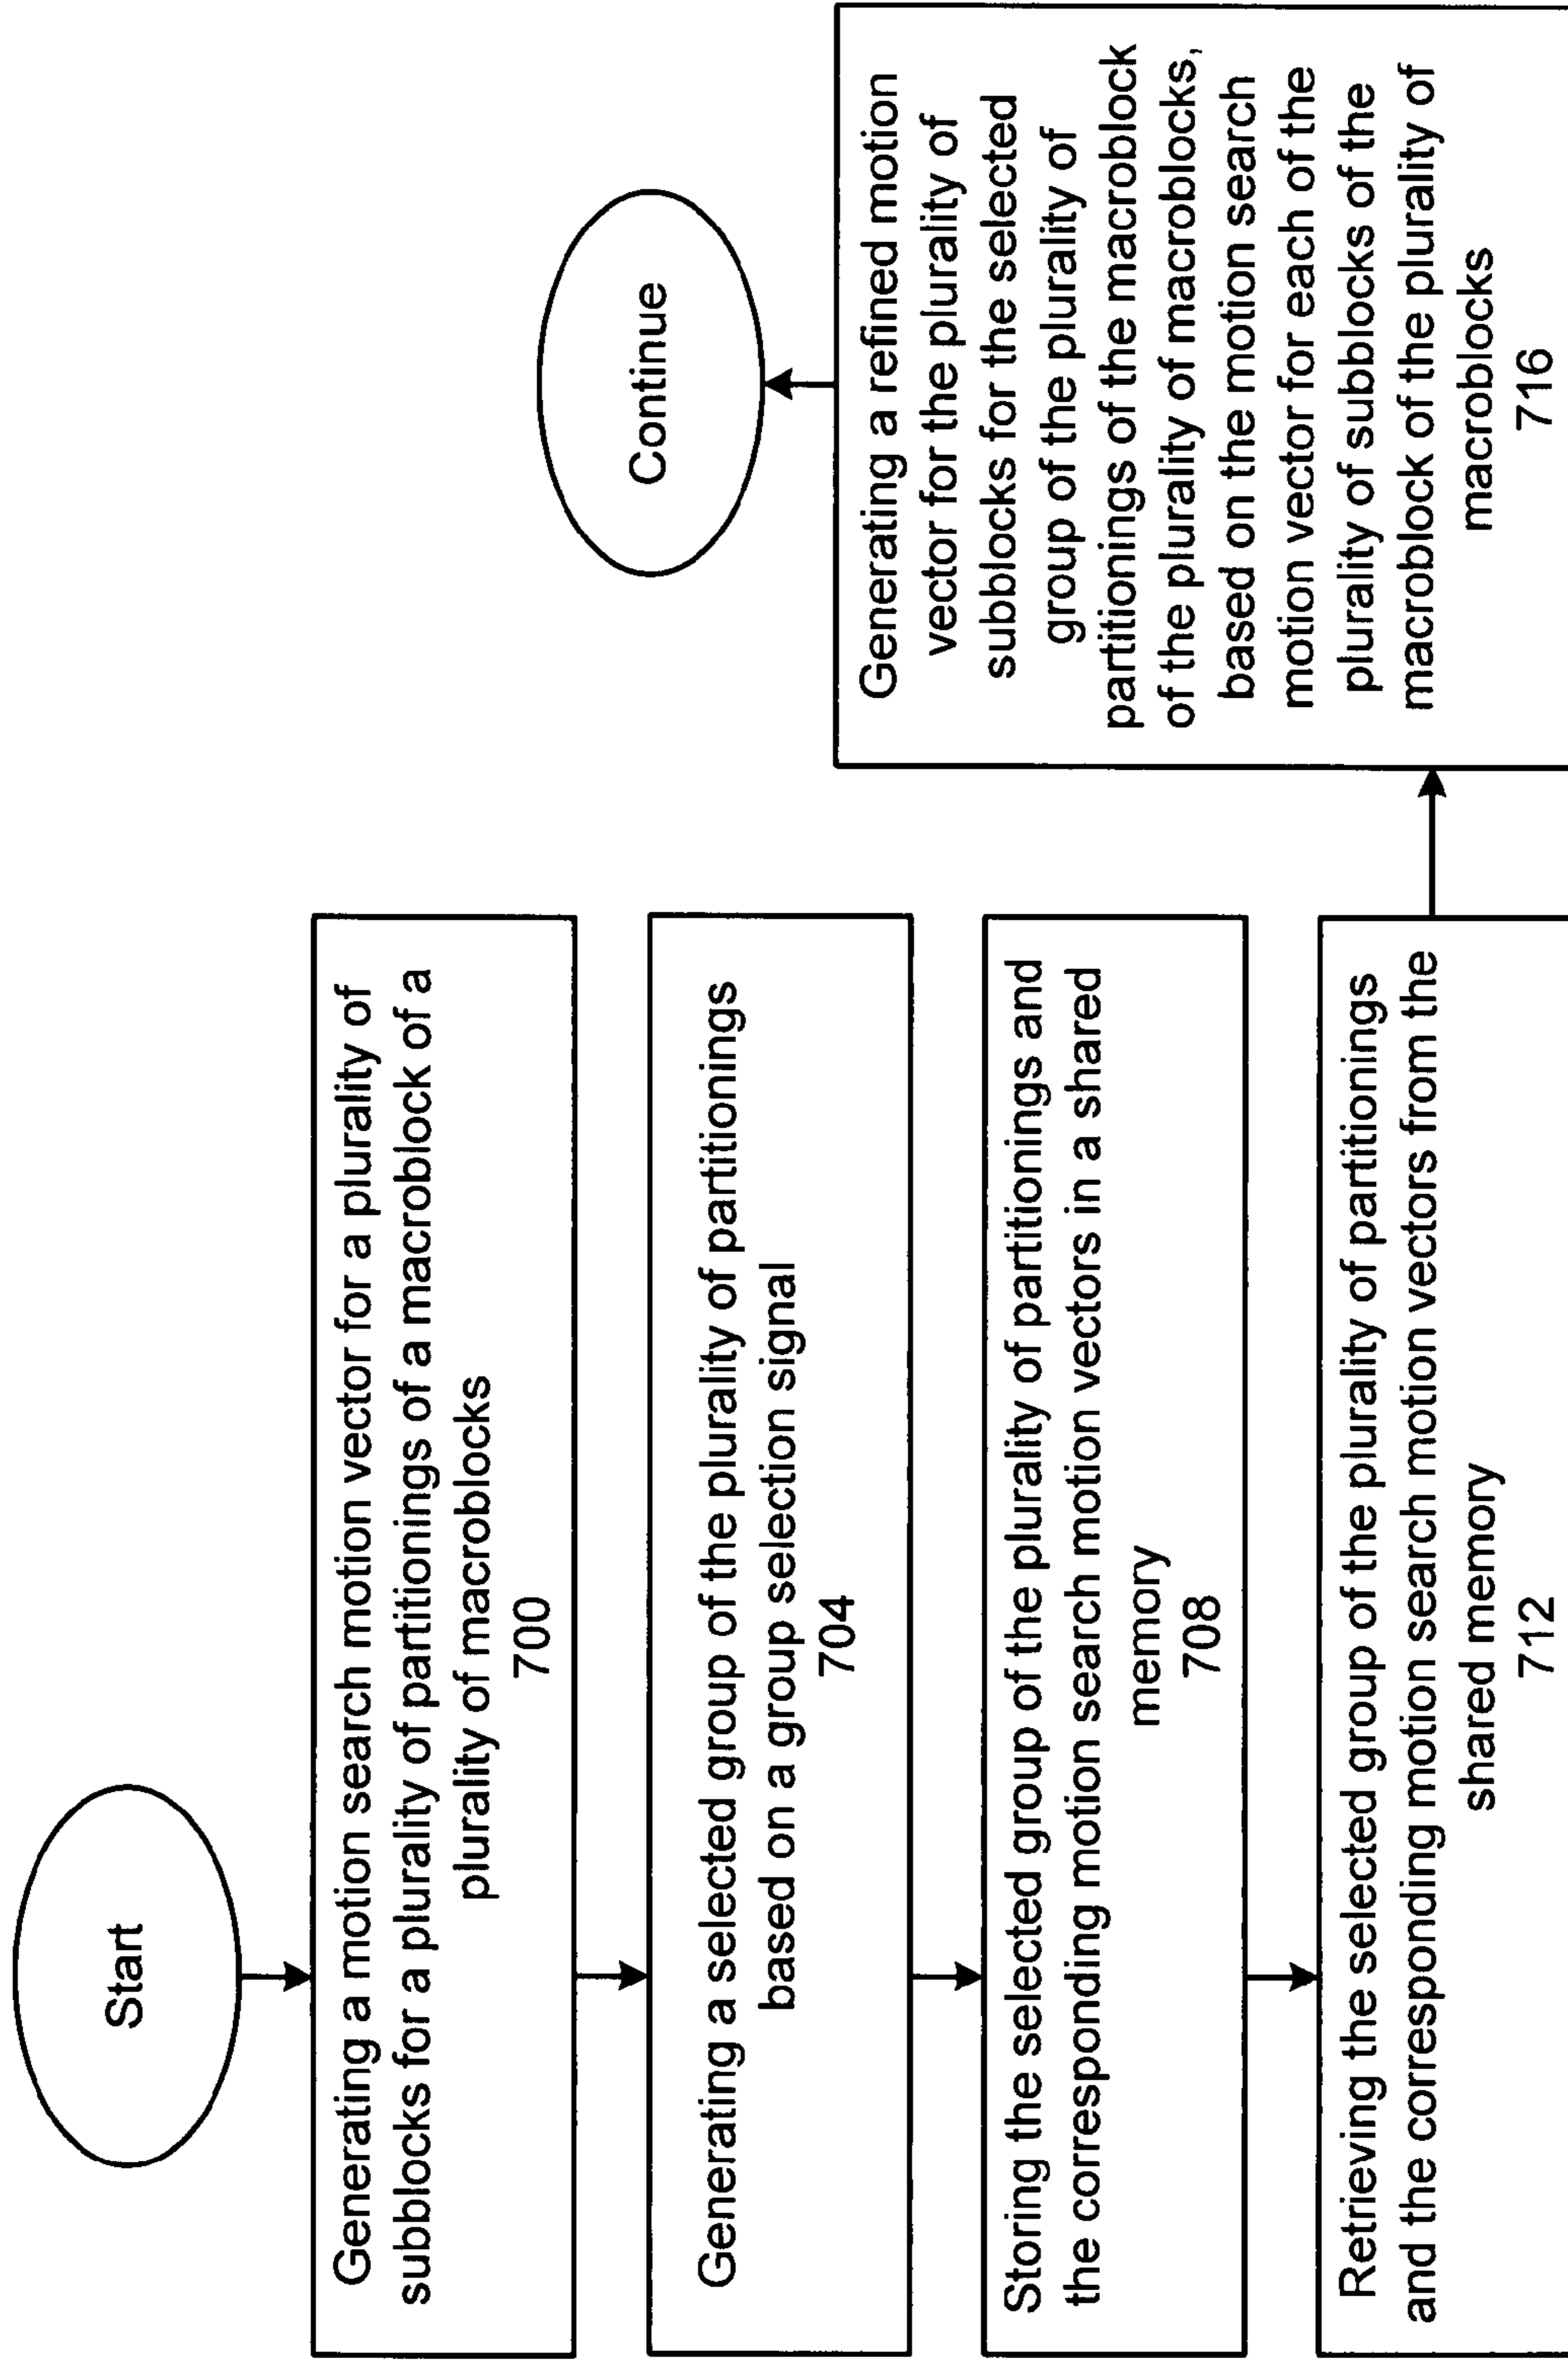 Start
Generating a motion search motion vector for a plurality of
subblocks for a plurality of partitionings of a macroblock of a
plurality of macroblocks
700
Generating a selected group of the plurality of partitionings
based on a group selection signal
704
Storing the selected group of the plurality of partitionings and
the corresponding motion search motion vectors in a shared
memory
708
Retrieving the selected group of the plurality of partitionings
and the corresponding motion search motion vectors from the
shared memory
712
Generating a refined motion
vector for the plurality of
subblocks for the selected
group of the plurality of
partitionings of the macroblock
of the plurality of macroblocks,
based on the motion search
motion vector for each of the
plurality of subblocks of the
macroblock of the plurality of
macroblocks
716
Continue